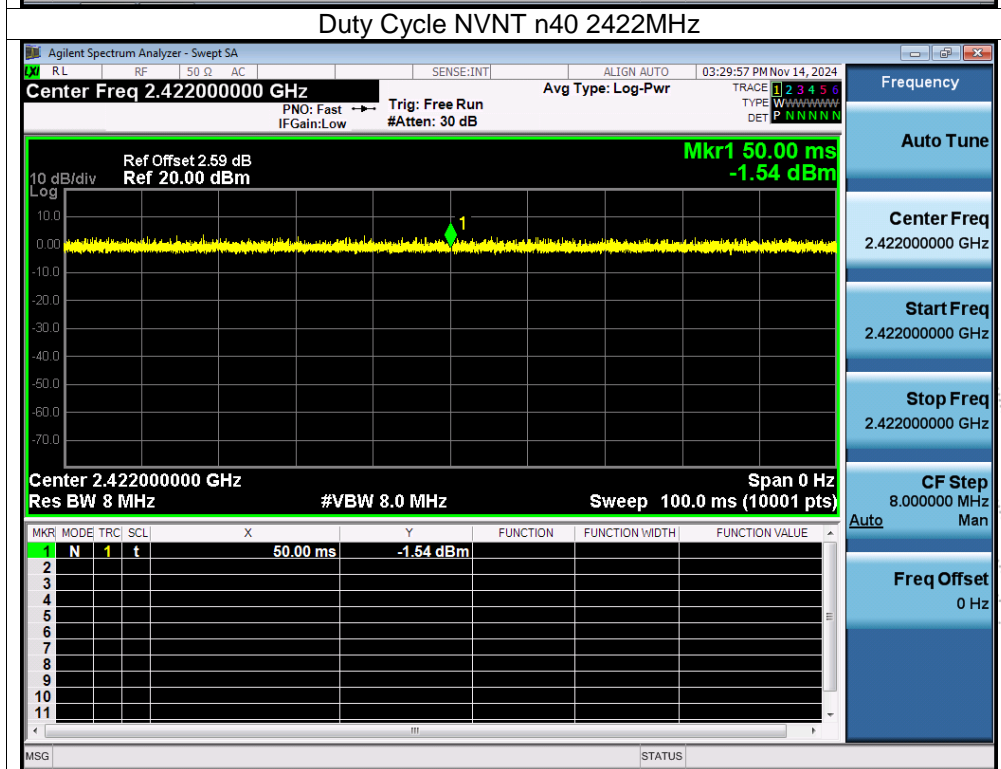 Duty Cycle NVNT n40 2422MHz
Agilent Spectrum Analyzer - Swept SA
LXI RL RF 50 Ω AC SENSE:INT ALIGN AUTO 03:29:57 PM Nov 14, 2024
Center Freq 2.422000000 GHz Avg Type: Log-Pwr TRACE 1 2 3 4 5 6
PNO: Fast Trig: Free Run TYPE WWWWWWW
IFGain:Low #Atten: 30 dB DET P N N N N N
Frequency
Auto Tune
Center Freq
2.422000000 GHz
Start Freq
2.422000000 GHz
Stop Freq
2.422000000 GHz
CF Step
8.000000 MHz
Auto Man
Freq Offset
0 Hz
Mkr1 50.00 ms
-1.54 dBm
Ref Offset 2.59 dB
10 dB/div Ref 20.00 dBm
Log
10.0
0.00
-10.0
-20.0
-30.0
-40.0
-50.0
-60.0
-70.0
1
Center 2.422000000 GHz Span 0 Hz
Res BW 8 MHz #VBW 8.0 MHz Sweep 100.0 ms (10001 pts)
MKR MODE TRC SCL X Y FUNCTION FUNCTION WIDTH FUNCTION VALUE
1 N 1 t 50.00 ms -1.54 dBm
2
3
4
5
6
7
8
9
10
11
MSG STATUS